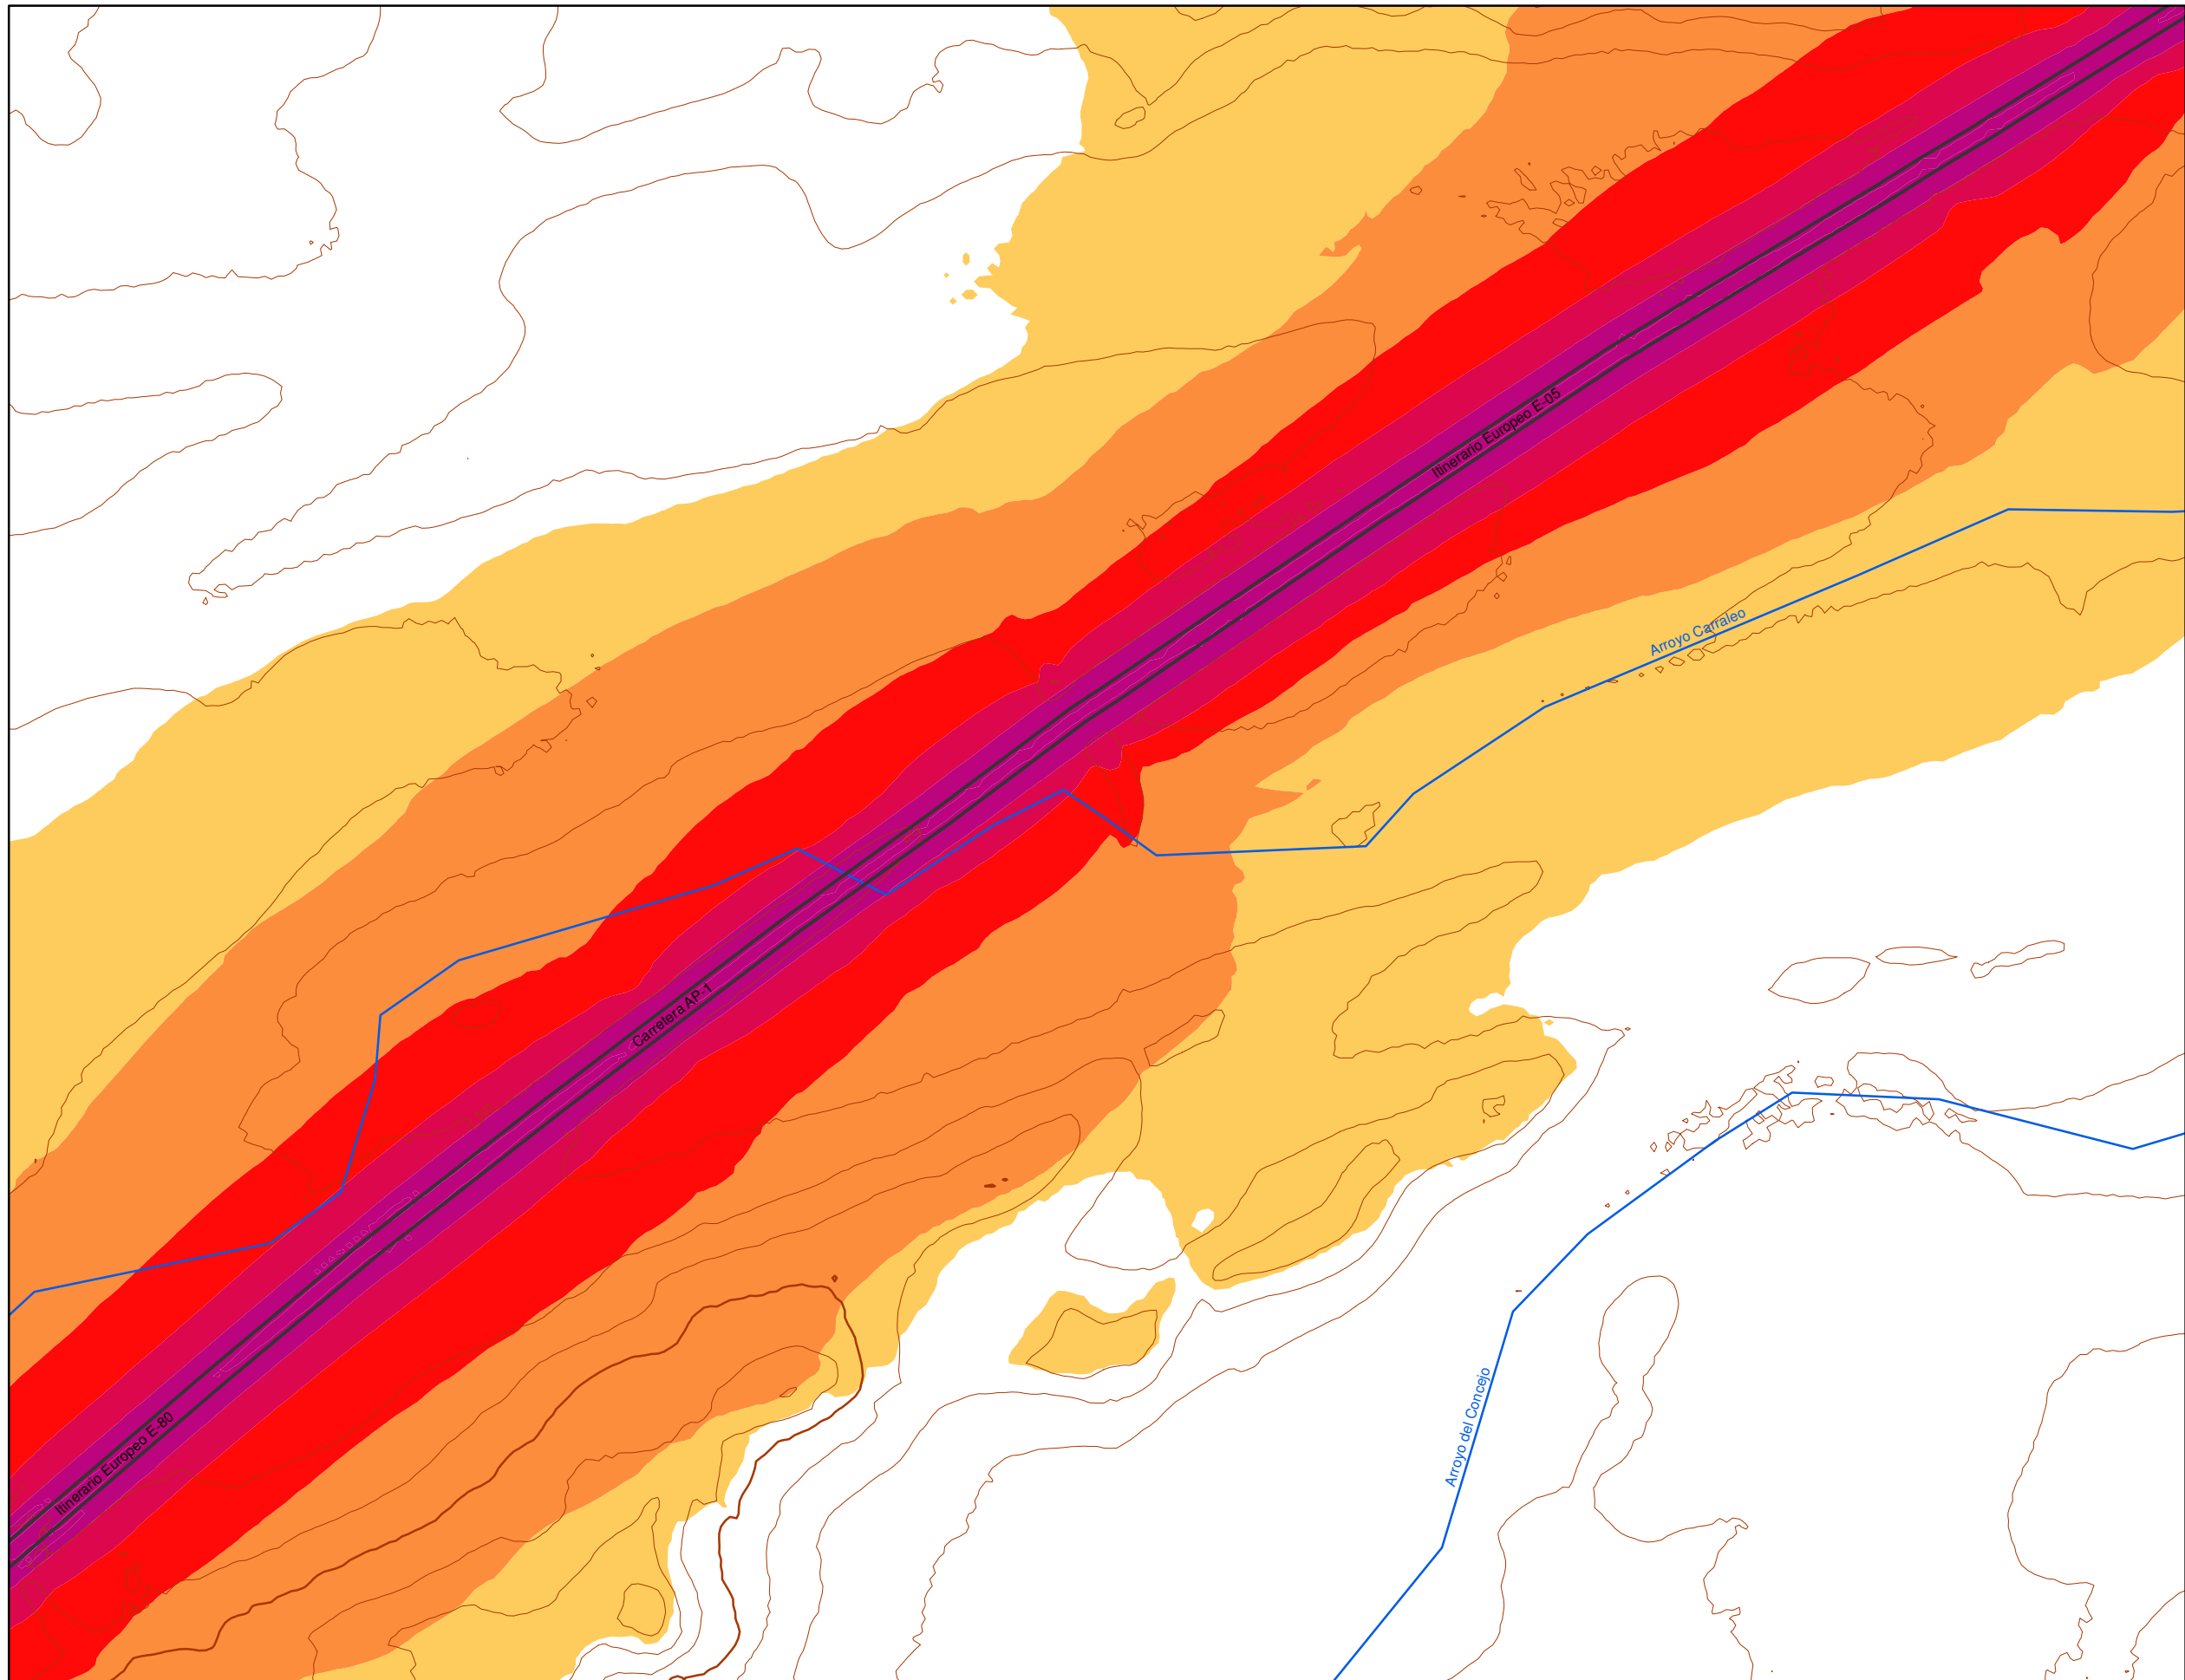 Itinerario Europeo E-05
Arroyo Carraleo
Carretera AP-1
Arroyo del Concejo
Itinerario Europeo E-80